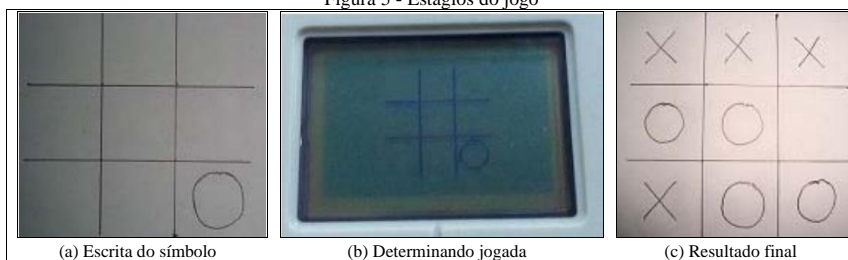 Figura 5 - Estágios do jogo
X X X
O O
X O O
(a) Escrita do símbolo
(b) Determinando jogada
(c) Resultado final